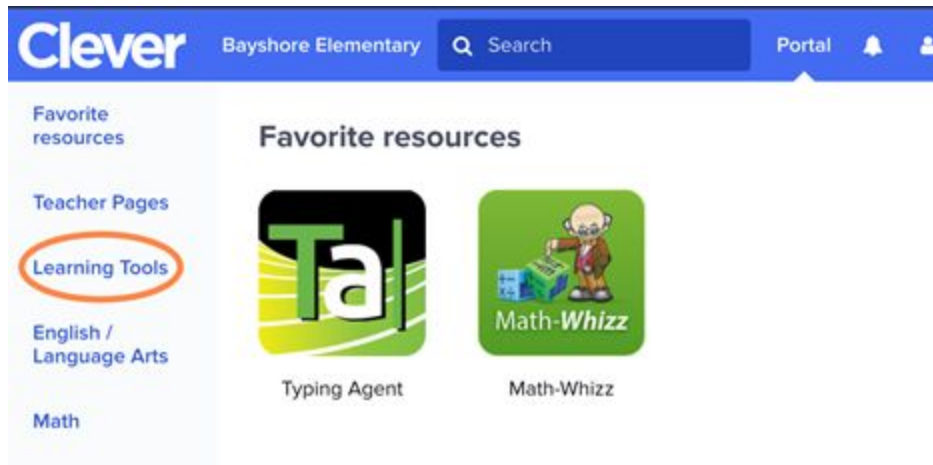 Clever
Bayshore Elementary
Search
Portal
Favorite
resources
Teacher Pages
Learning Tools
English /
Language Arts
Math
Favorite resources
Ta
Math-Whizz
Typing Agent
Math-Whizz